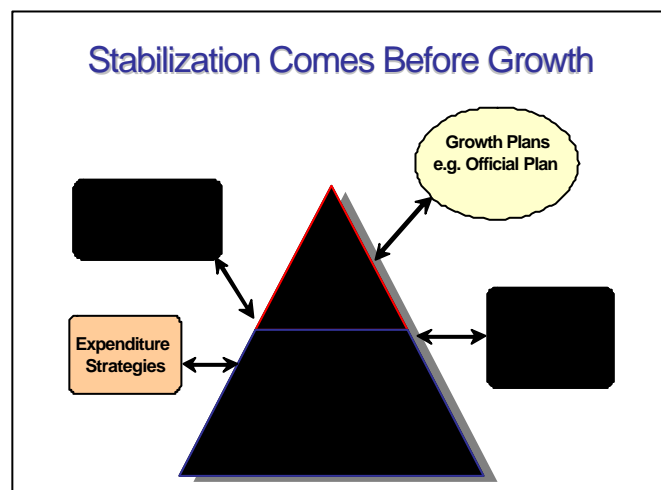 Stabilization Comes Before Growth
Growth Plans
e.g. Official Plan
Expenditure
Strategies